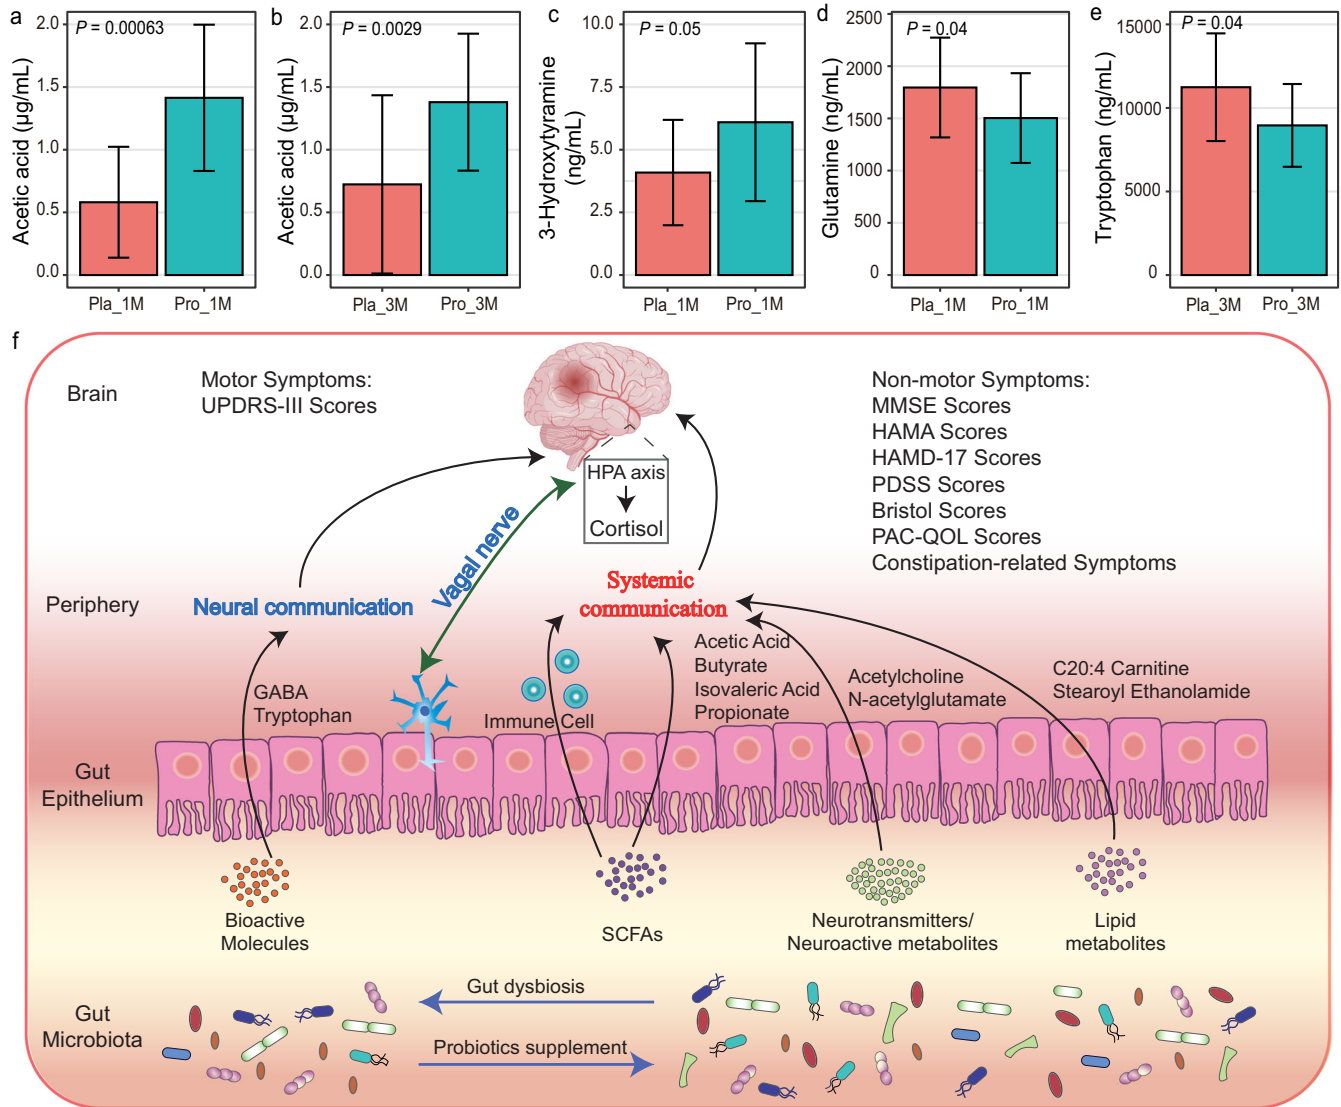 a
2.0
1.5
1.0
0.5
0.0
Acetic acid (µg/mL)
P = 0.00063
Pla_1M
Pro_1M
b
2.0
1.5
1.0
0.5
0.0
Acetic acid (µg/mL)
P = 0.0029
Pla_3M
Pro_3M
c
10.0
7.5
5.0
2.5
0.0
3-Hydroxytyramine
(ng/mL)
P = 0.05
Pla_1M
Pro_1M
d
2500
2000
1500
1000
500
0
Glutamine (ng/mL)
P = 0.04
Pla_1M
Pro_1M
e
15000
10000
5000
0
Tryptophan (ng/mL)
P = 0.04
Pla_3M
Pro_3M
f
Brain
Motor Symptoms:
UPDRS-III Scores
Non-motor Symptoms:
MMSE Scores
HAMA Scores
HAMD-17 Scores
PDSS Scores
Bristol Scores
PAC-QOL Scores
Constipation-related Symptoms
HPA axis
Cortisol
Vagal nerve
Periphery
Neural communication
Systemic
communication
GABA
Tryptophan
Immune Cell
Acetic Acid
Butyrate
Isovaleric Acid
Propionate
Acetylcholine
N-acetylglutamate
C20:4 Carnitine
Stearoyl Ethanolamide
Gut
Epithelium
Bioactive
Molecules
SCFAs
Neurotransmitters/
Neuroactive metabolites
Lipid
metabolites
Gut
Microbiota
Gut dysbiosis
Probiotics supplement